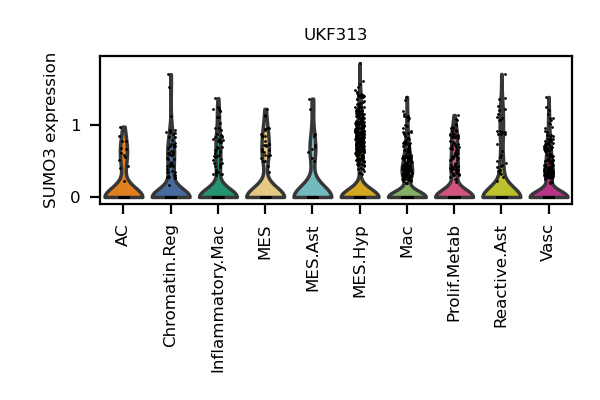 UKF313
SUMO3 expression
1
0
AC
Chromatin.Reg
Inflammatory.Mac
MES
MES.Ast
MES.Hyp
Mac
Prolif.Metab
Reactive.Ast
Vasc